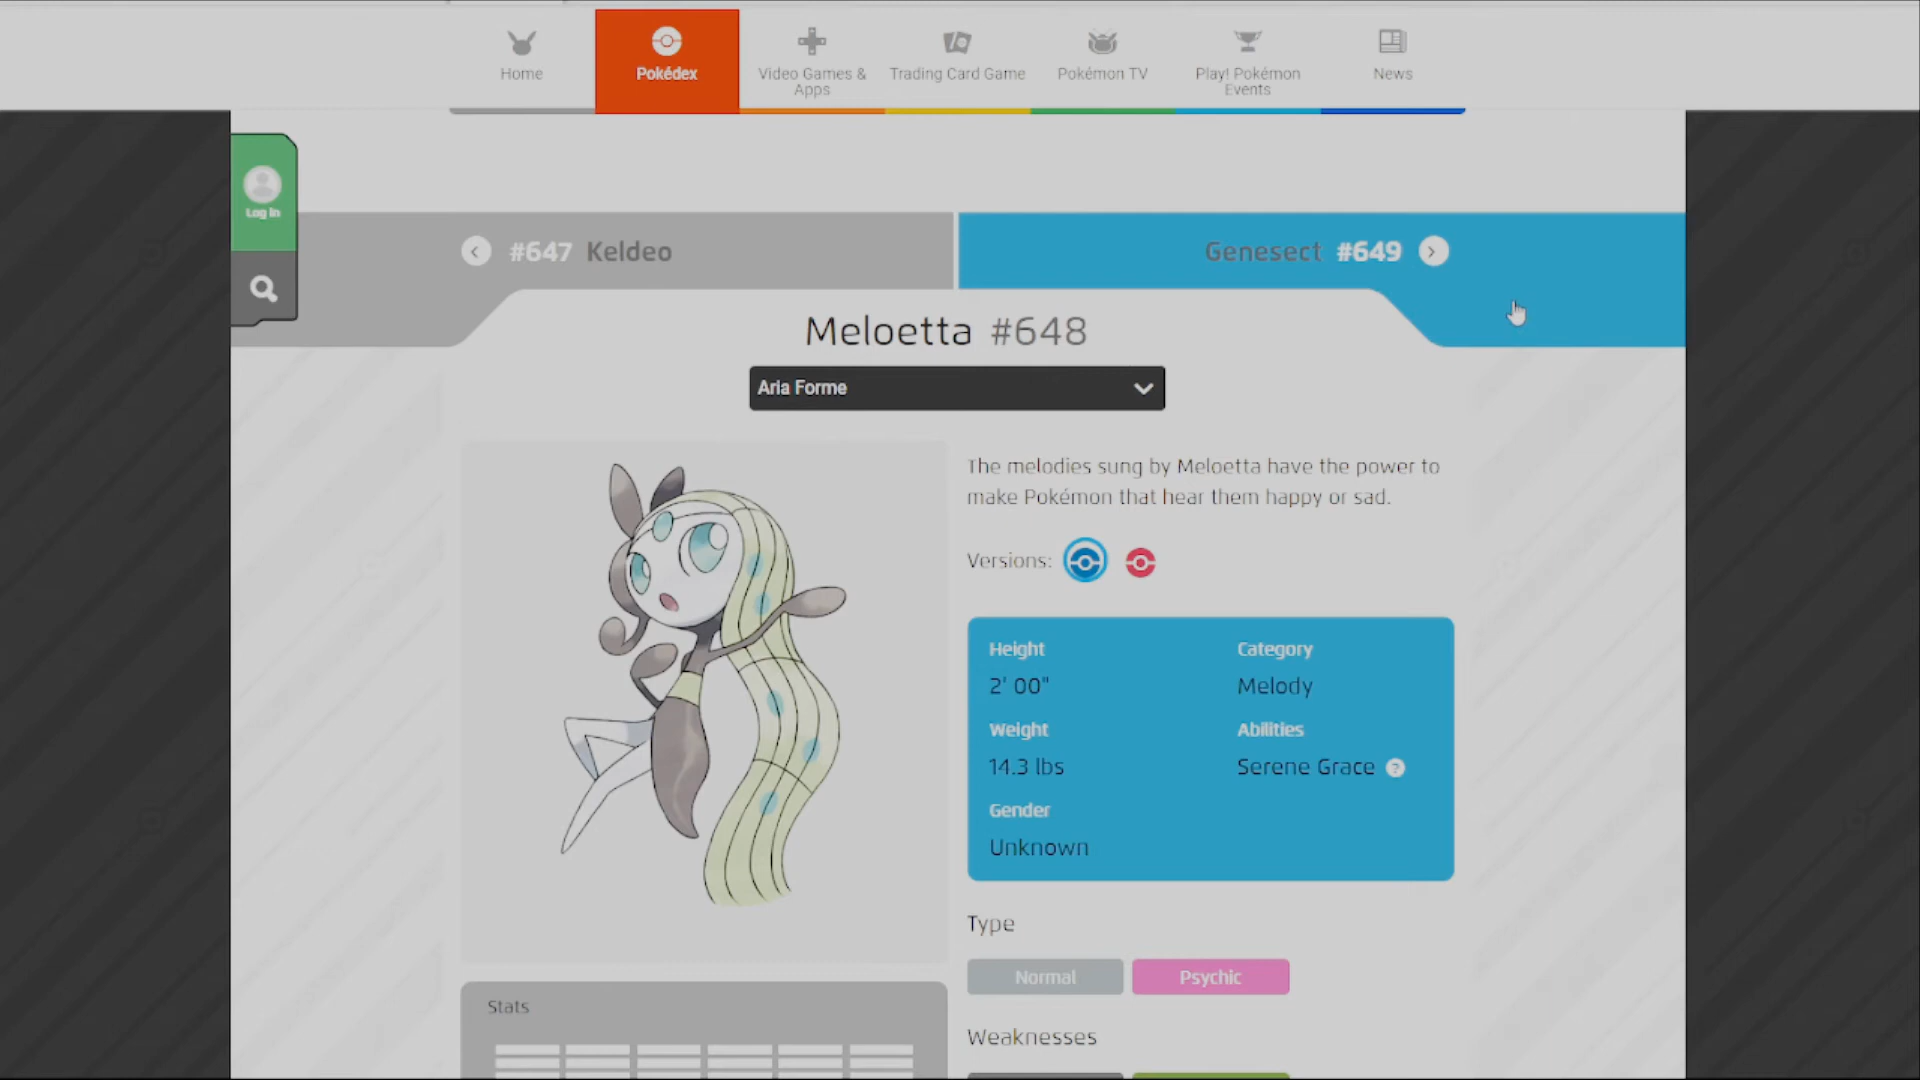 Home
Pokédex
Video Games &
Apps
Trading Card Game
Pokémon TV
Play! Pokémon
Events
News
Log in
#647 Keldeo
Genesect #649
Meloetta #648
Aria Forme
The melodies sung by Meloetta have the power to
make Pokémon that hear them happy or sad.
Versions:
Height
2' 00"
Category
Melody
Weight
14.3 lbs
Abilities
Serene Grace ?
Gender
Unknown
Type
Normal
Psychic
Stats
Weaknesses